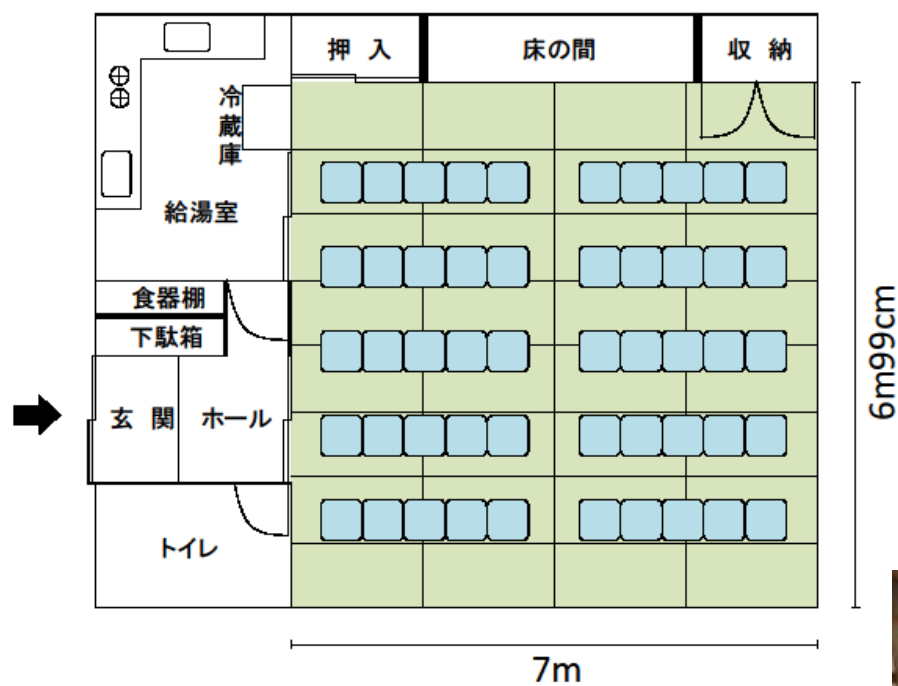 押 入
床の間
収 納
冷蔵庫
給湯室
食器棚
下駄箱
玄 関
ホール
トイレ
6m99cm
7m